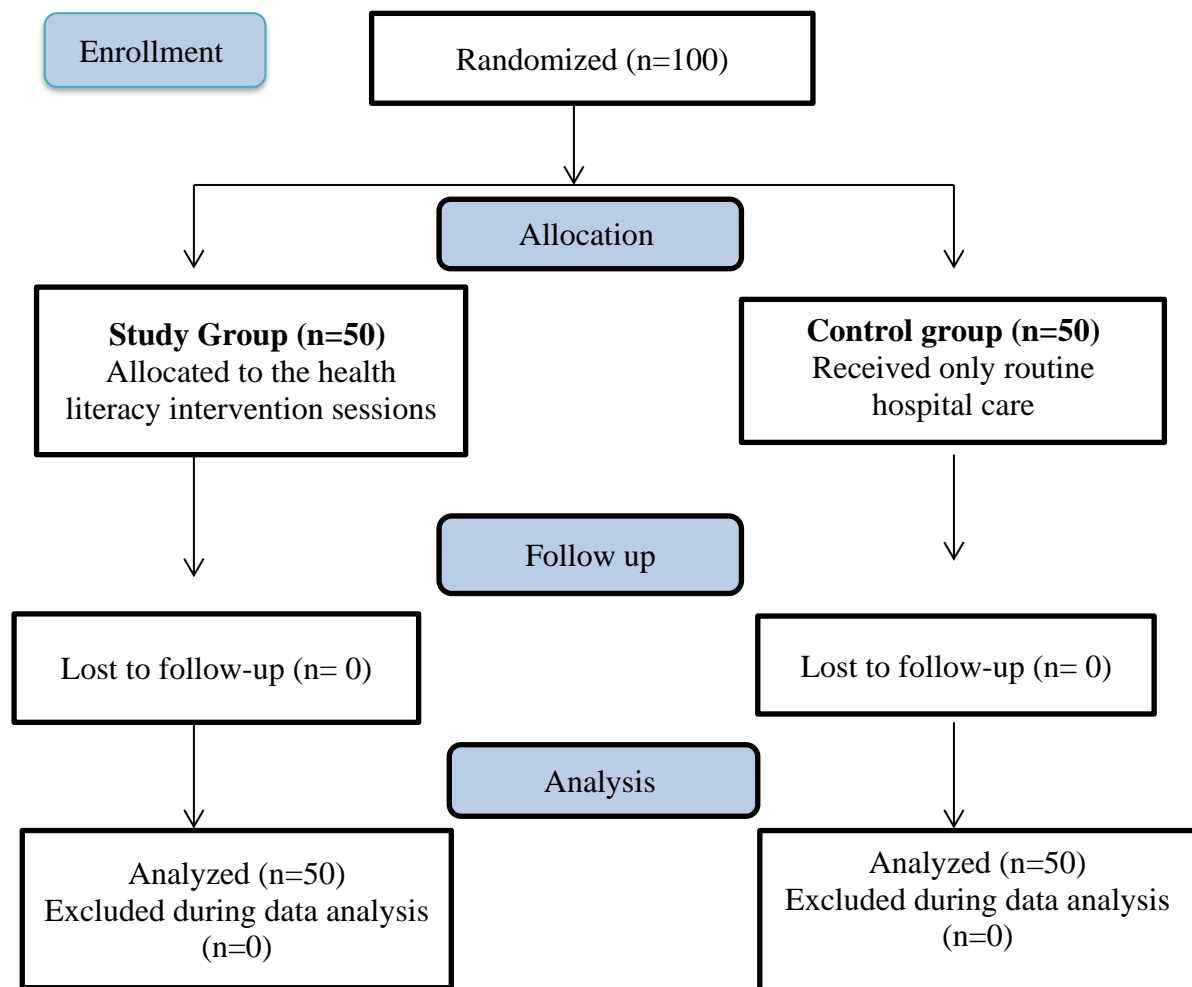 Enrollment
Randomized (n=100)
Allocation
Study Group (n=50)
Allocated to the health
literacy intervention sessions
Control group (n=50)
Received only routine
hospital care
Follow up
Lost to follow-up (n= 0)
Lost to follow-up (n= 0)
Analysis
Analyzed (n=50)
Excluded during data analysis
(n=0)
Analyzed (n=50)
Excluded during data analysis
(n=0)